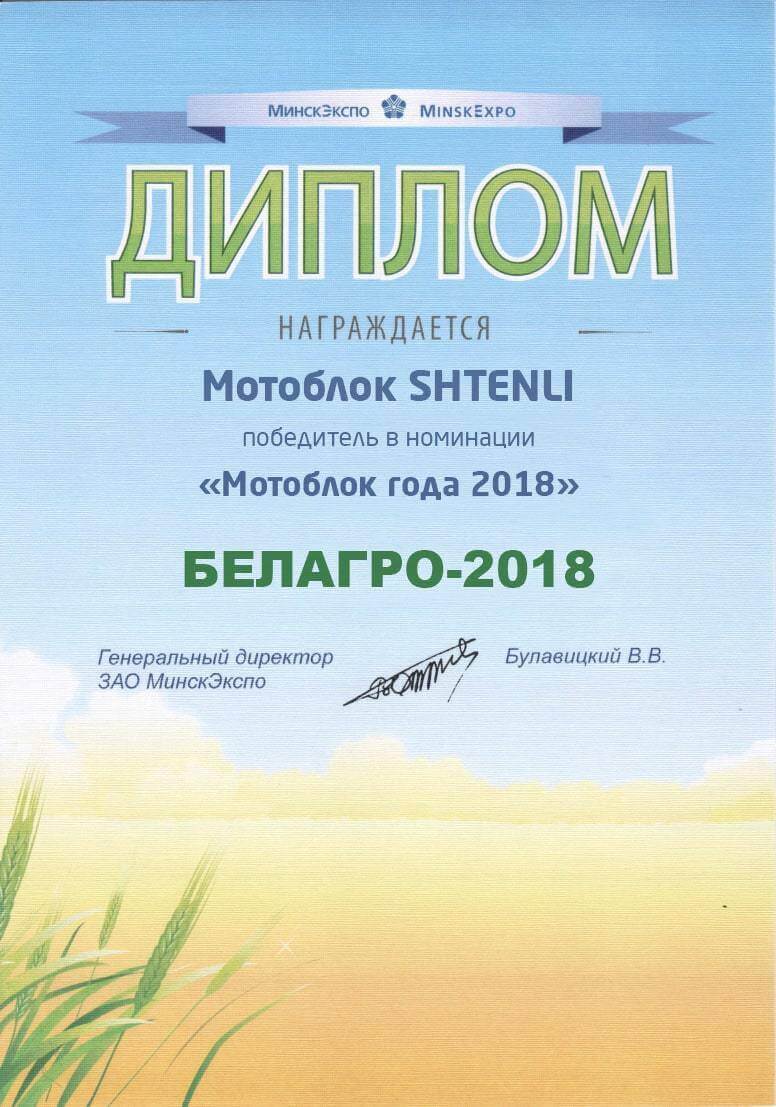 МинскЭкспо MinskExpo
ДИПЛОМ
НАГРАЖДАЕТСЯ
Мотоблок SHTENLI
победитель в номинации
«Мотоблок года 2018»
БЕЛАГРО-2018
Генеральный директор Булавицкий В.В.
ЗАО МинскЭкспо